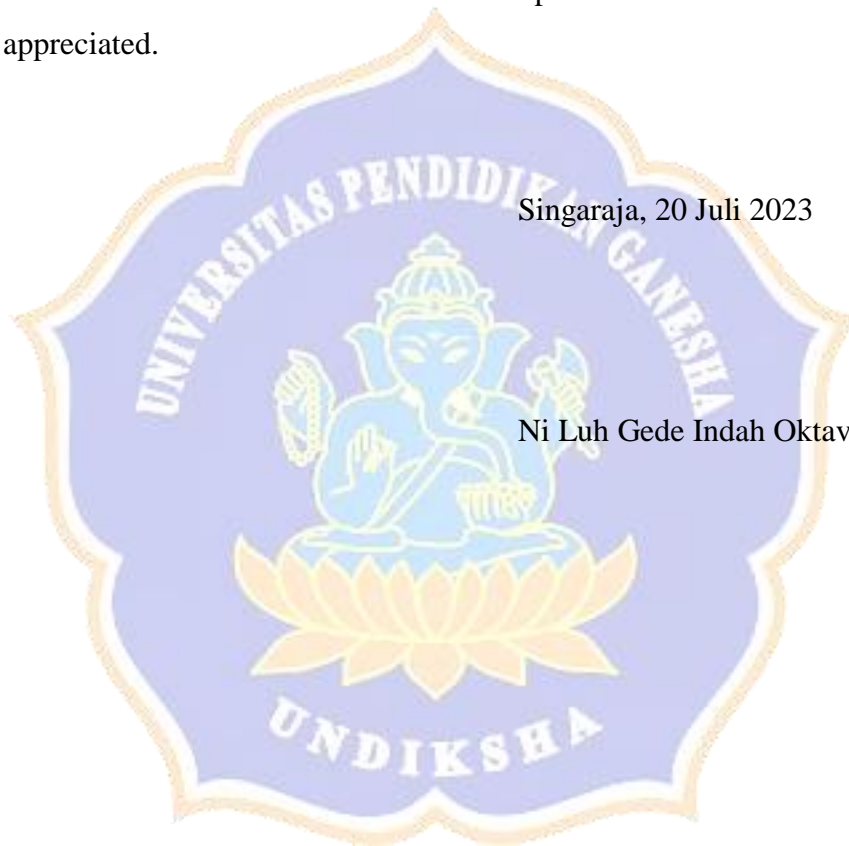 appreciated.
UNIVERSITAS PENDIDIKAN GANESHA
Singaraja, 20 Juli 2023
Ni Luh Gede Indah Oktav
UNDIKSHA